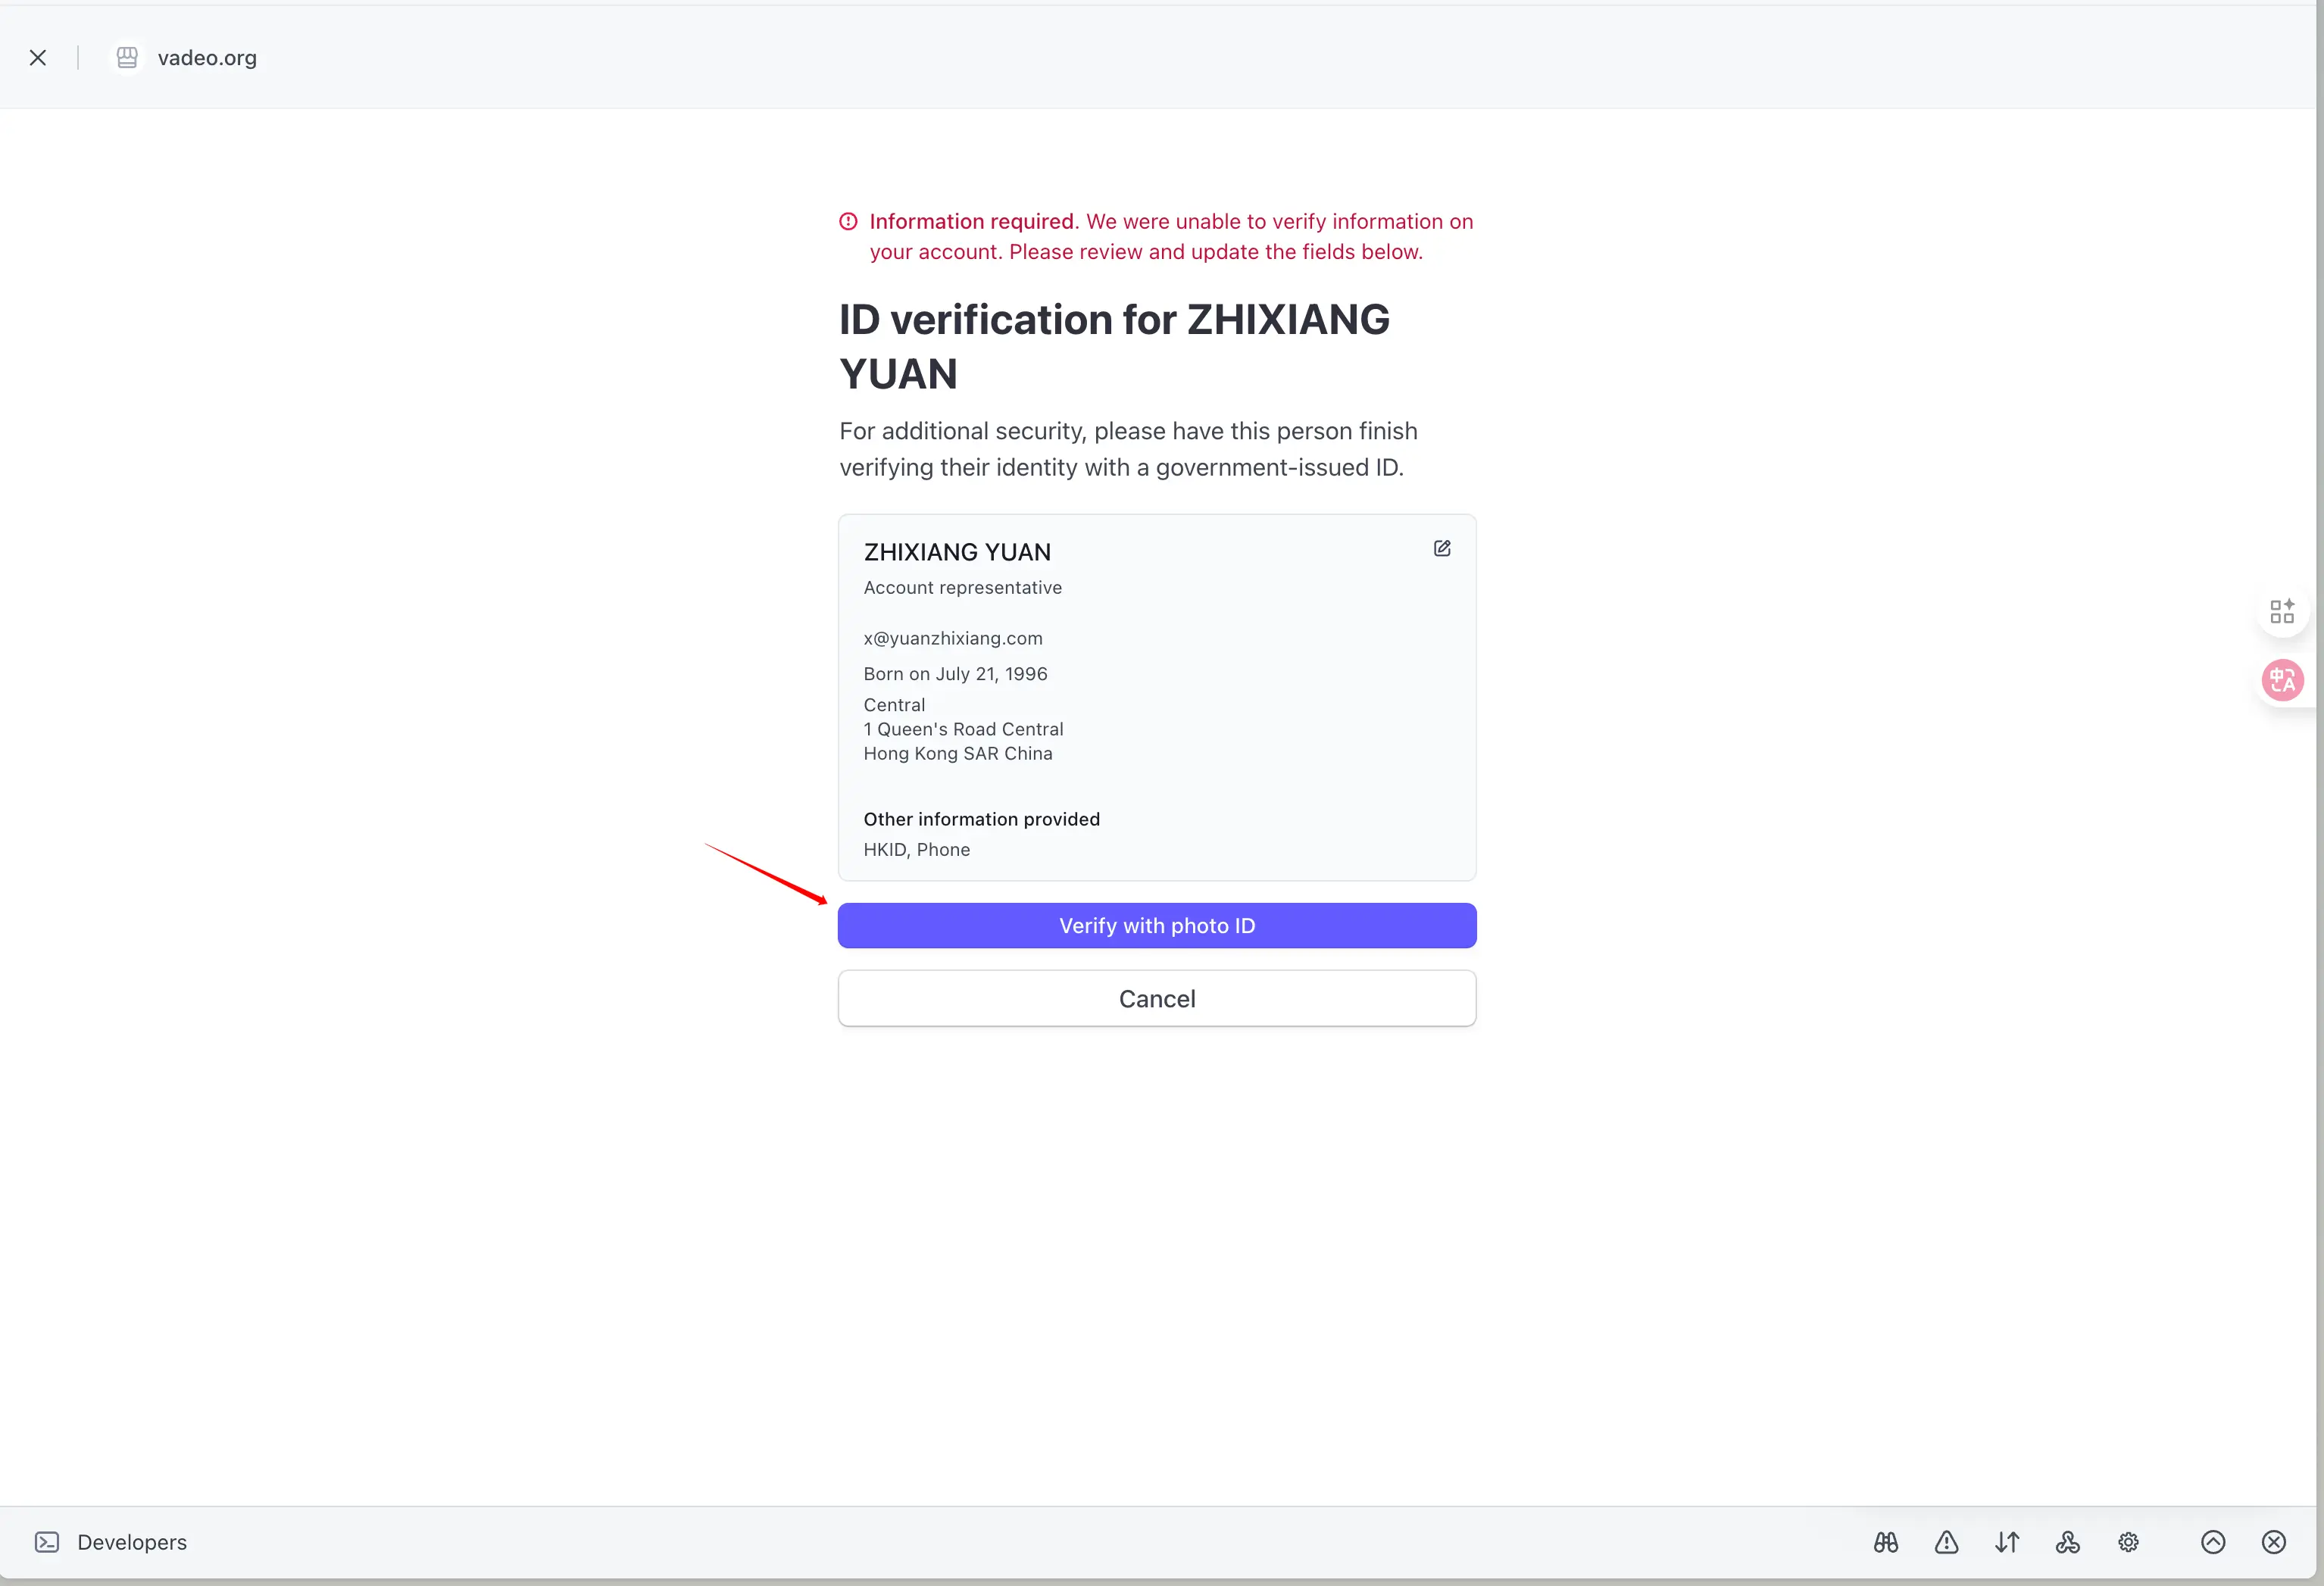 vadeo.org
Information required. We were unable to verify information on
your account. Please review and update the fields below.
ID verification for ZHIXIANG
YUAN
For additional security, please have this person finish
verifying their identity with a government-issued ID.
ZHIXIANG YUAN
Account representative
x@yuanzhixiang.com
Born on July 21, 1996
Central
1 Queen's Road Central
Hong Kong SAR China
Other information provided
HKID, Phone
Verify with photo ID
Cancel
中A
Developers